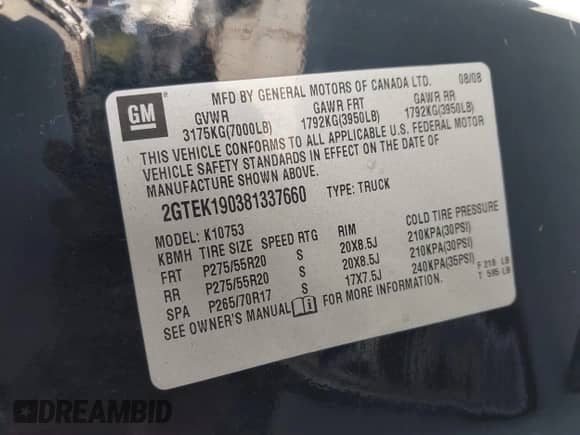 GM
MFD BY GENERAL MOTORS OF CANADA LTD. 08/08
GVWR GAWR FRT GAWR RR
3175KG(7000LB) 1792KG(3950LB) 1792KG(3950LB)
THIS VEHICLE CONFORMS TO ALL APPLICABLE U.S. FEDERAL MOTOR
VEHICLE SAFETY STANDARDS IN EFFECT ON THE DATE OF
MANUFACTURE SHOWN ABOVE.
2GTEK190381337660 TYPE: TRUCK
MODEL: K10753
KBMH TIRE SIZE SPEED RTG RIM COLD TIRE PRESSURE
FRT P275/55R20 S 20X8.5J 210KPA(30PSI)
RR P275/55R20 S 20X8.5J 210KPA(30PSI)
SPA P265/70R17 S 17X7.5J 240KPA(35PSI) F 218 LB
T 595 LB
SEE OWNER'S MANUAL FOR MORE INFORMATION.
DREAMBID